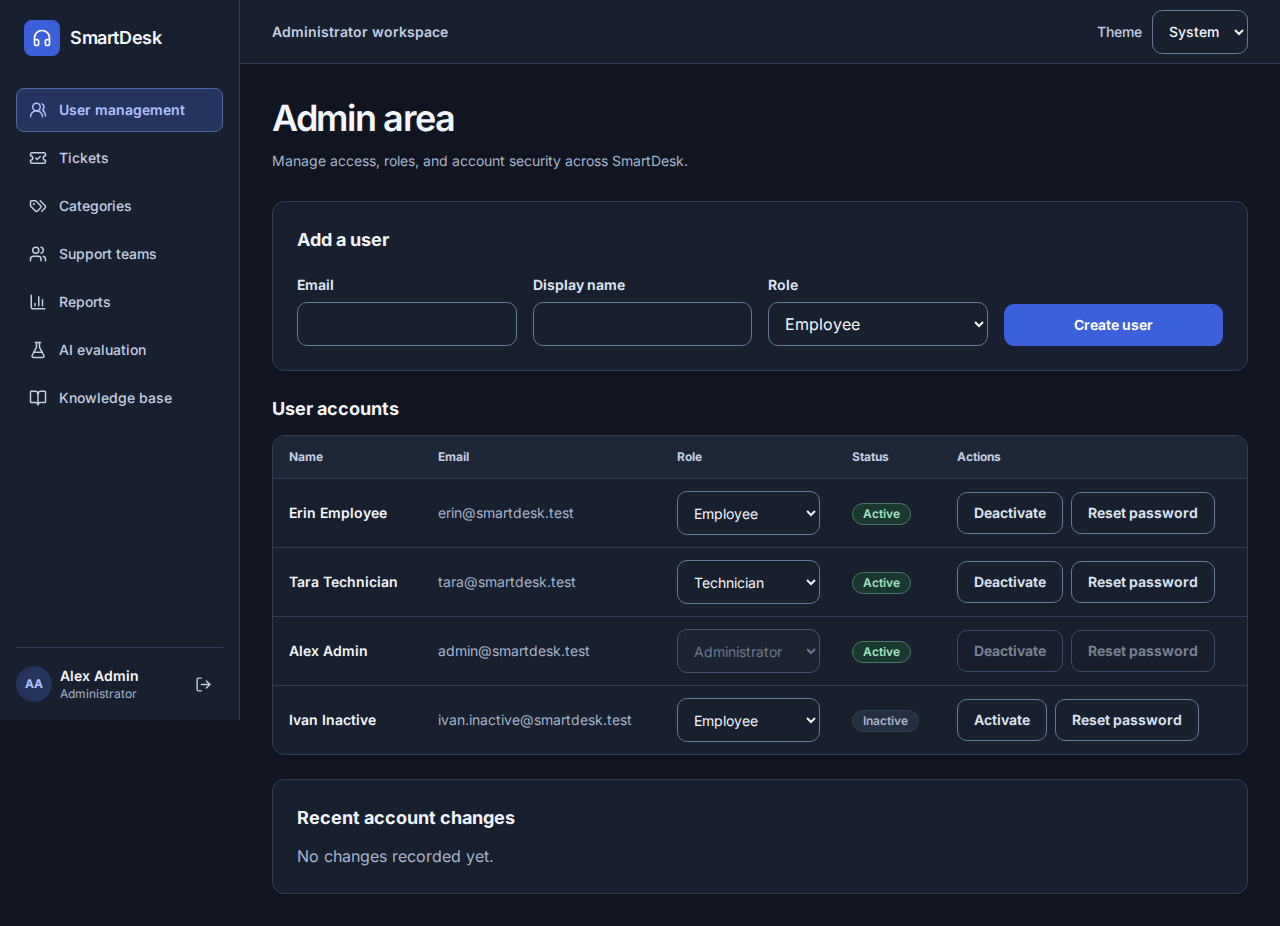 SmartDesk
Administrator workspace
Theme
System
User management
Tickets
Categories
Support teams
Reports
AI evaluation
Knowledge base
AA
Alex Admin
Administrator
Admin area
Manage access, roles, and account security across SmartDesk.
Add a user
Email
Display name
Role
Employee
Create user
User accounts
Name Email Role Status Actions
Erin Employee erin@smartdesk.test Employee Active Deactivate Reset password
Tara Technician tara@smartdesk.test Technician Active Deactivate Reset password
Alex Admin admin@smartdesk.test Administrator Active Deactivate Reset password
Ivan Inactive ivan.inactive@smartdesk.test Employee Inactive Activate Reset password
Recent account changes
No changes recorded yet.